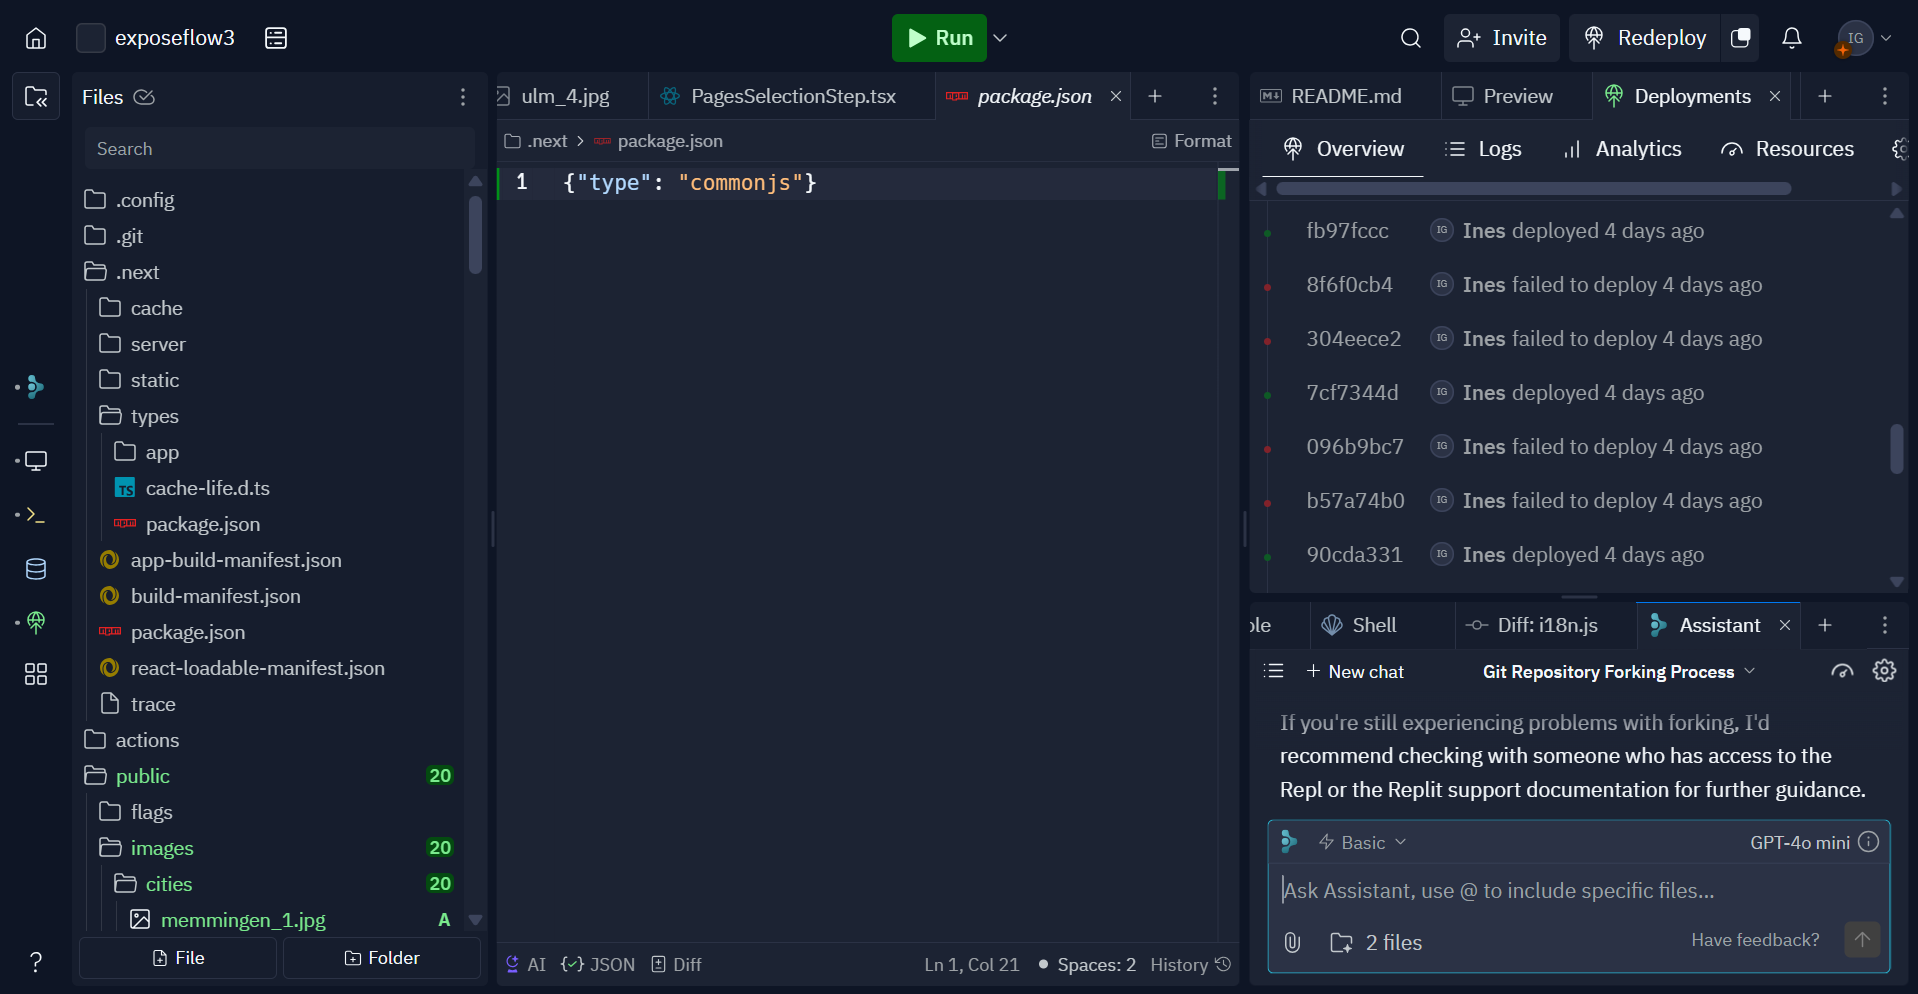 exposeflow3
Run
Invite
Redeploy
IG
Files
Search
.config
.git
.next
cache
server
static
types
app
TS cache-life.d.ts
package.json
app-build-manifest.json
build-manifest.json
package.json
react-loadable-manifest.json
trace
actions
public 20
flags
images 20
cities 20
memmingen_1.jpg A
File Folder
ulm_4.jpg PagesSelectionStep.tsx package.json
.next > package.json Format
1 {"type": "commonjs"}
AI JSON Diff Ln 1, Col 21 Spaces: 2 History
README.md Preview Deployments
Overview Logs Analytics Resources
fb97fccc IG Ines deployed 4 days ago
8f6f0cb4 IG Ines failed to deploy 4 days ago
304eece2 IG Ines failed to deploy 4 days ago
7cf7344d IG Ines deployed 4 days ago
096b9bc7 IG Ines failed to deploy 4 days ago
b57a74b0 IG Ines failed to deploy 4 days ago
90cda331 IG Ines deployed 4 days ago
ole Shell Diff: i18n.js Assistant
+ New chat Git Repository Forking Process
If you're still experiencing problems with forking, I'd
recommend checking with someone who has access to the
Repl or the Replit support documentation for further guidance.
Basic GPT-4o mini
Ask Assistant, use @ to include specific files...
2 files Have feedback?